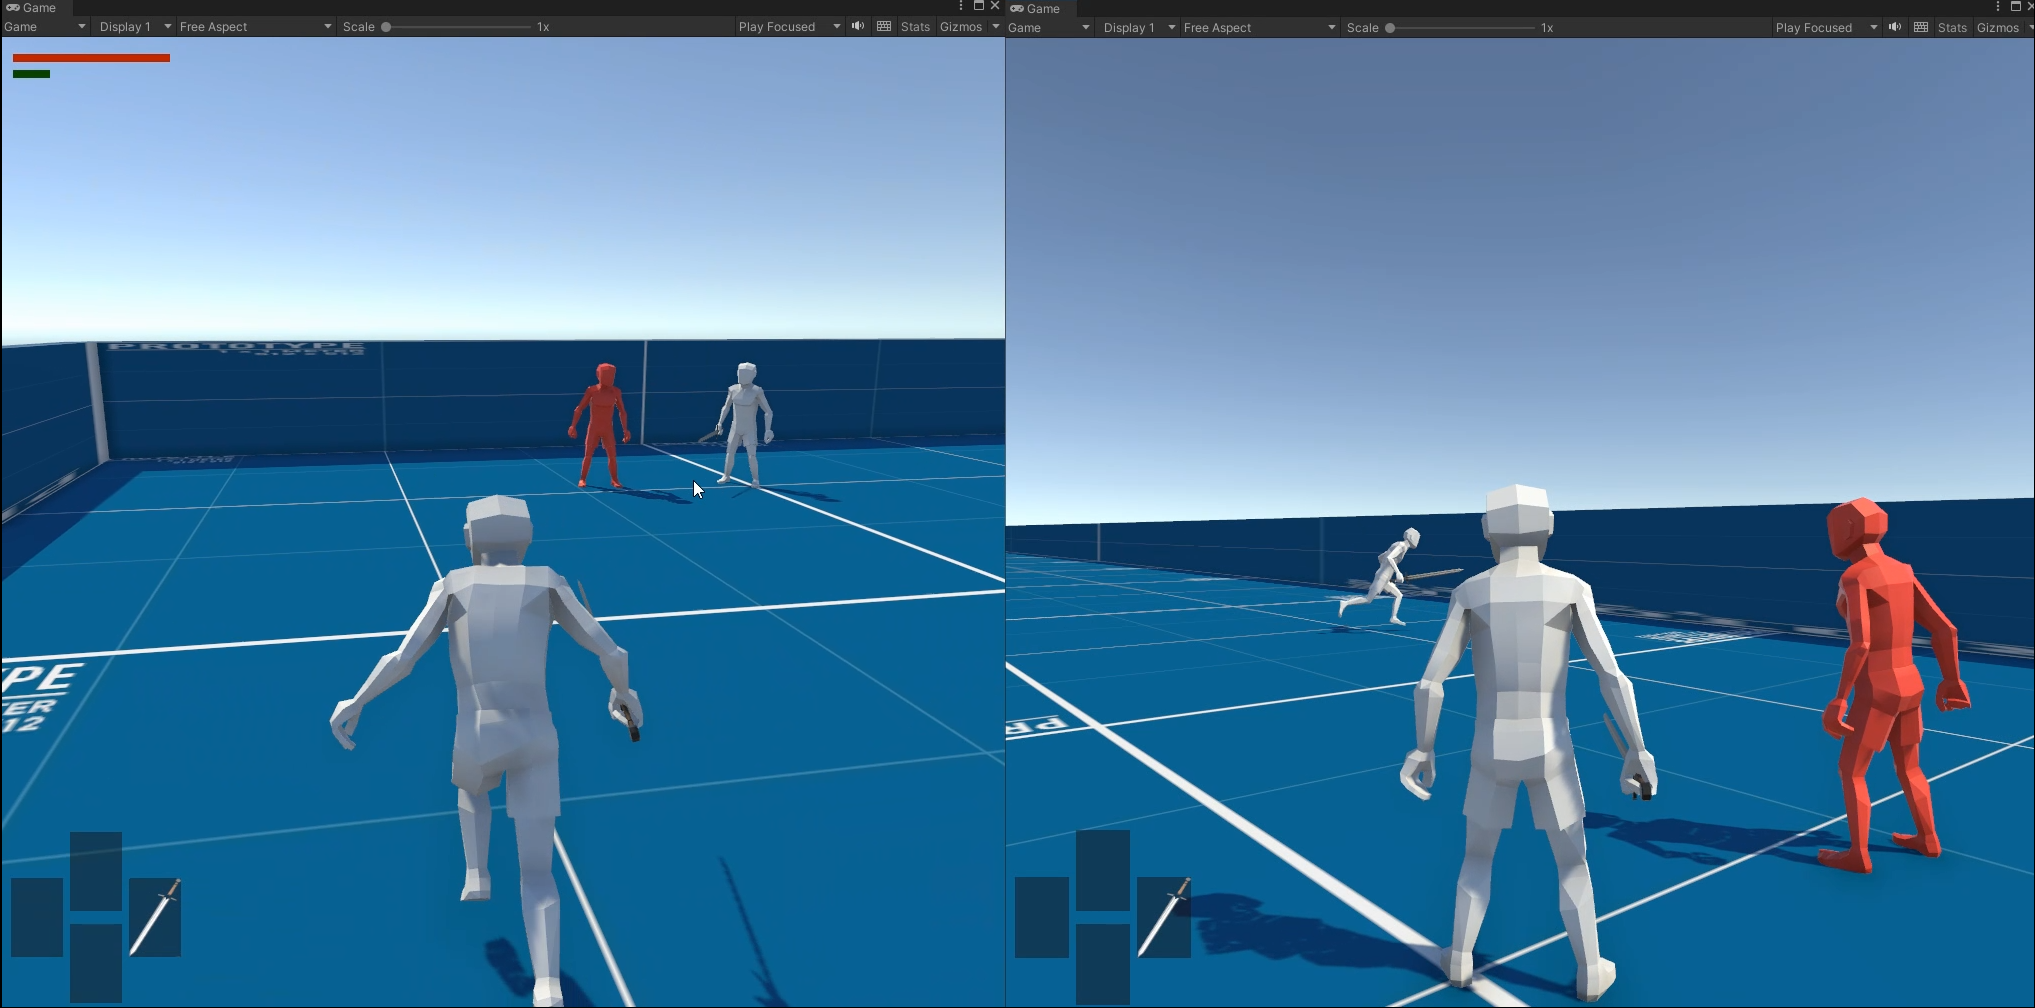 Game
Game
Display 1
Free Aspect
Scale
1x
Play Focused
Stats
Gizmos
PROTOTYPE
PE
ER
12
Game
Game
Display 1
Free Aspect
Scale
1x
Play Focused
Stats
Gizmos
PR